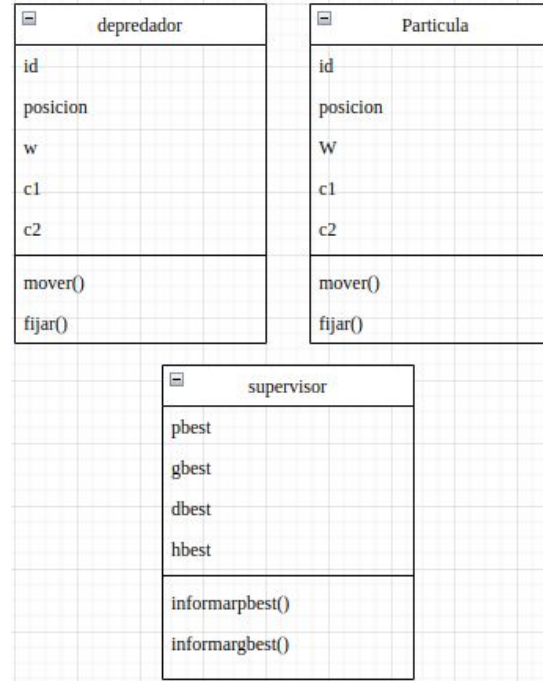 depredador
id
posicion
w
c1
c2
mover()
fijar()
Particula
id
posicion
W
c1
c2
mover()
fijar()
supervisor
pbest
gbest
dbest
hbest
informarpbest()
informargbest()